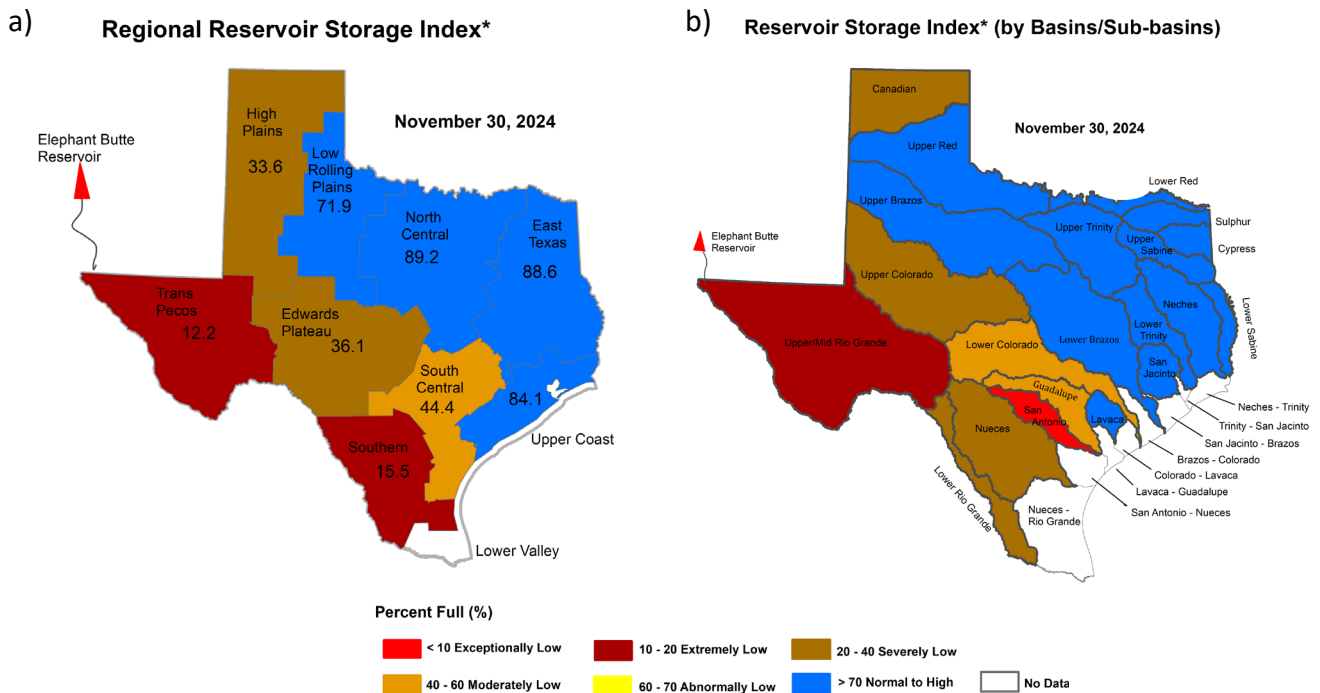 a)
Regional Reservoir Storage Index*
November 30, 2024
Elephant Butte
Reservoir
High
Plains
33.6
Low
Rolling
Plains
71.9
North
Central
89.2
East
Texas
88.6
Trans
Pecos
12.2
Edwards
Plateau
36.1
South
Central
44.4
84.1
Upper Coast
Southern
15.5
Lower Valley
b)
Reservoir Storage Index* (by Basins/Sub-basins)
November 30, 2024
Canadian
Upper Red
Lower Red
Sulphur
Cypress
Upper Brazos
Upper Trinity
Upper
Sabine
Elephant Butte
Reservoir
Upper Colorado
Neches
Lower Sabine
Lower
Trinity
Upper/Mid Rio Grande
Lower Colorado
Lower Brazos
San
Jacinto
Guadalupe
San
Antonio
Lavaca
Nueces
Neches - Trinity
Trinity - San Jacinto
San Jacinto - Brazos
Brazos - Colorado
Colorado - Lavaca
Lavaca - Guadalupe
San Antonio - Nueces
Lower Rio Grande
Nueces -
Rio Grande
Percent Full (%)
< 10 Exceptionally Low
10 - 20 Extremely Low
20 - 40 Severely Low
40 - 60 Moderately Low
60 - 70 Abnormally Low
> 70 Normal to High
No Data